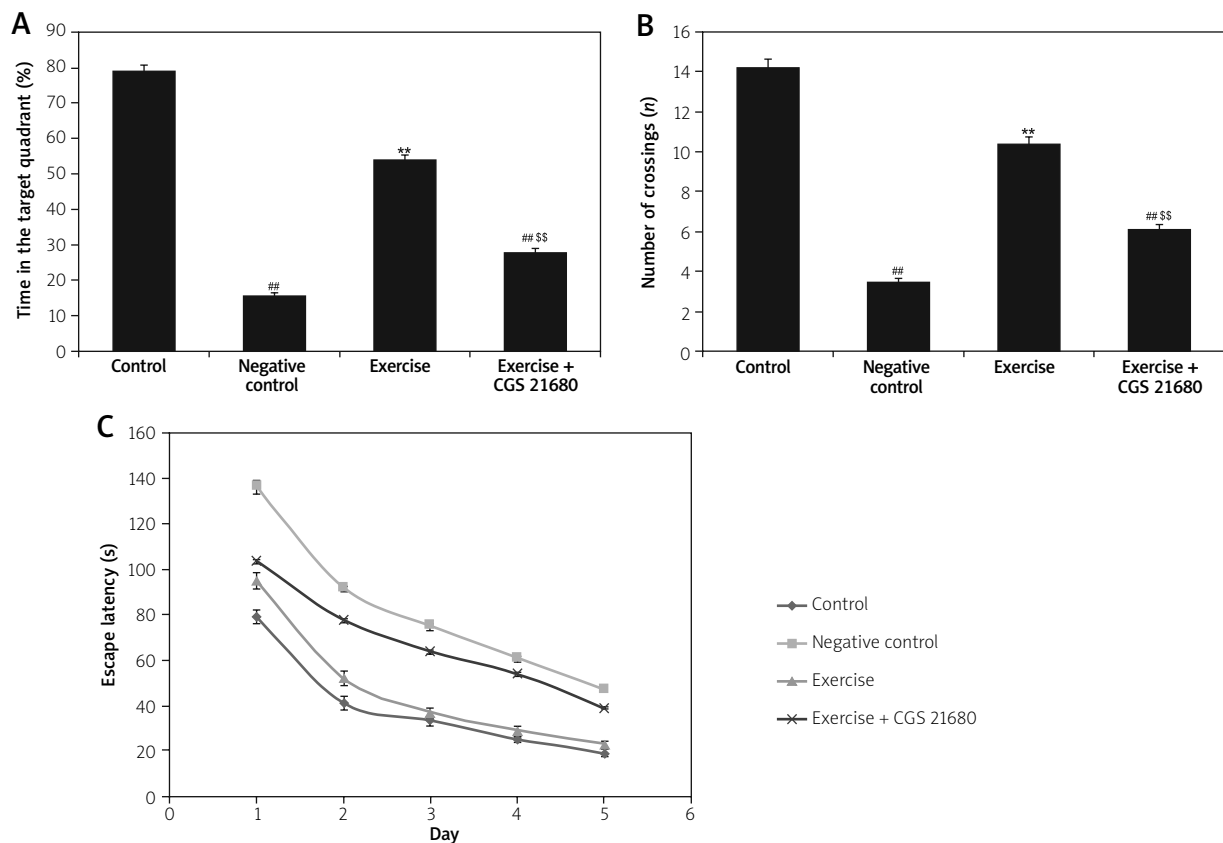 A
Time in the target quadrant (%)
90
80
70
60
50
40
30
20
10
0
##
**
## $$
Control
Negative
control
Exercise
Exercise +
CGS 21680
B
Number of crossings (n)
16
14
12
10
8
6
4
2
0
##
**
## $$
Control
Negative
control
Exercise
Exercise +
CGS 21680
C
Escape latency (s)
160
140
120
100
80
60
40
20
0
0 1 2 3 4 5 6
Day
Control
Negative control
Exercise
Exercise + CGS 21680